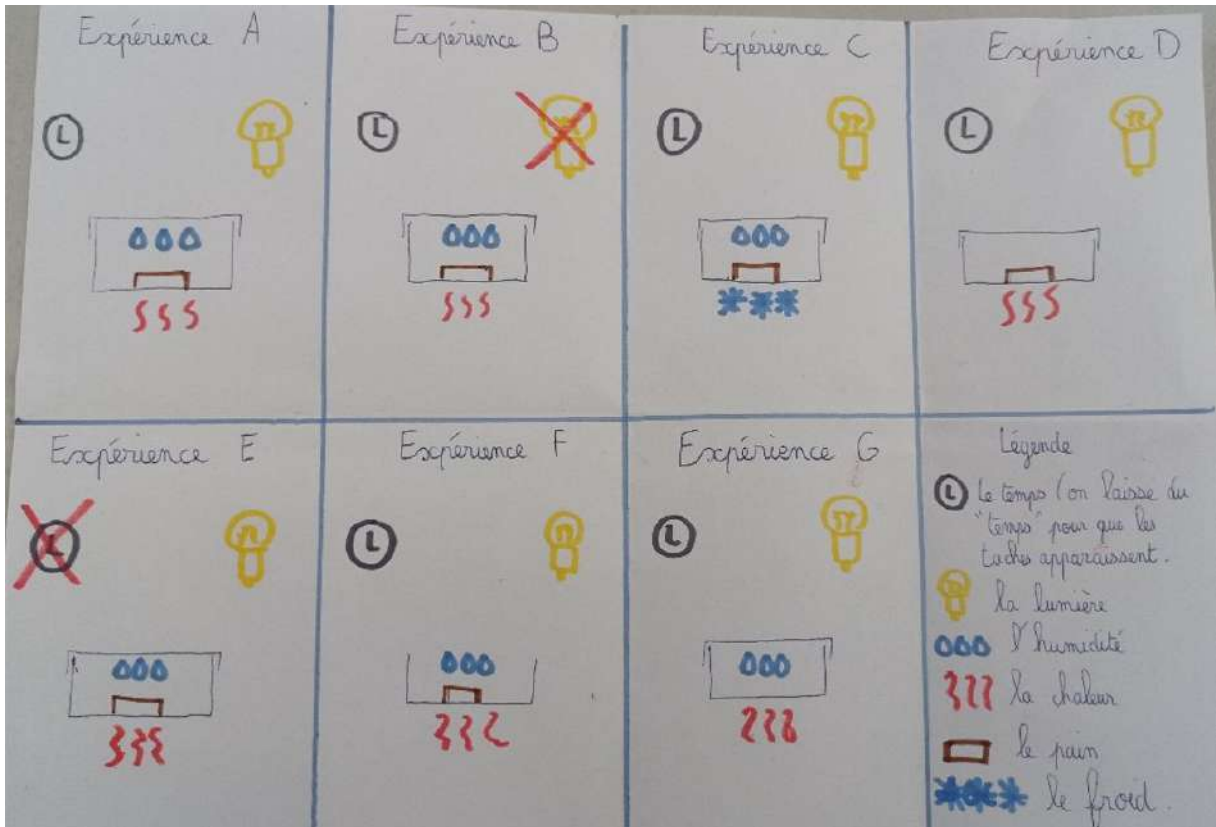 Expérience A
Expérience B
Expérience C
Expérience D
L
L
L
L
Expérience E
Expérience F
Expérience G
L
L
L
Légende
L le temps (on laisse du
"temps" pour que les
taches apparaissent.
la lumière
l'humidité
la chaleur
le pain
le froid.